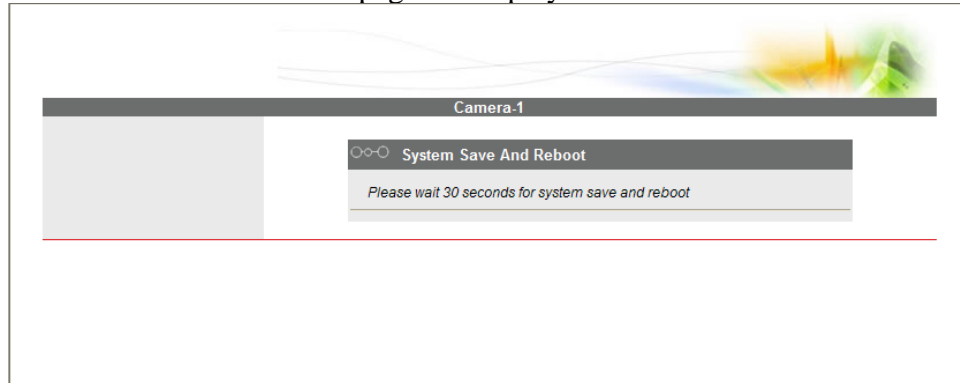 Camera-1
System Save And Reboot
Please wait 30 seconds for system save and reboot